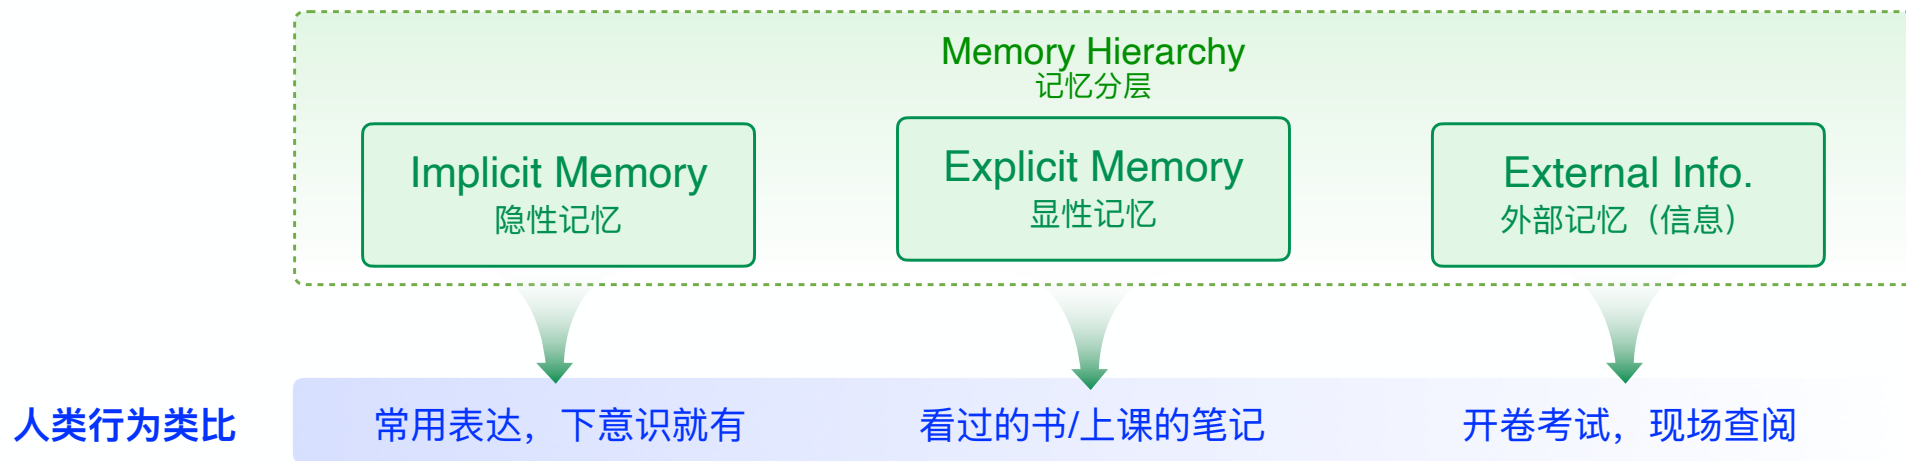 Memory Hierarchy
记忆分层
Implicit Memory
隐性记忆
Explicit Memory
显性记忆
External Info.
外部记忆（信息）
人类行为类比
常用表达，下意识就有
看过的书/上课的笔记
开卷考试，现场查阅